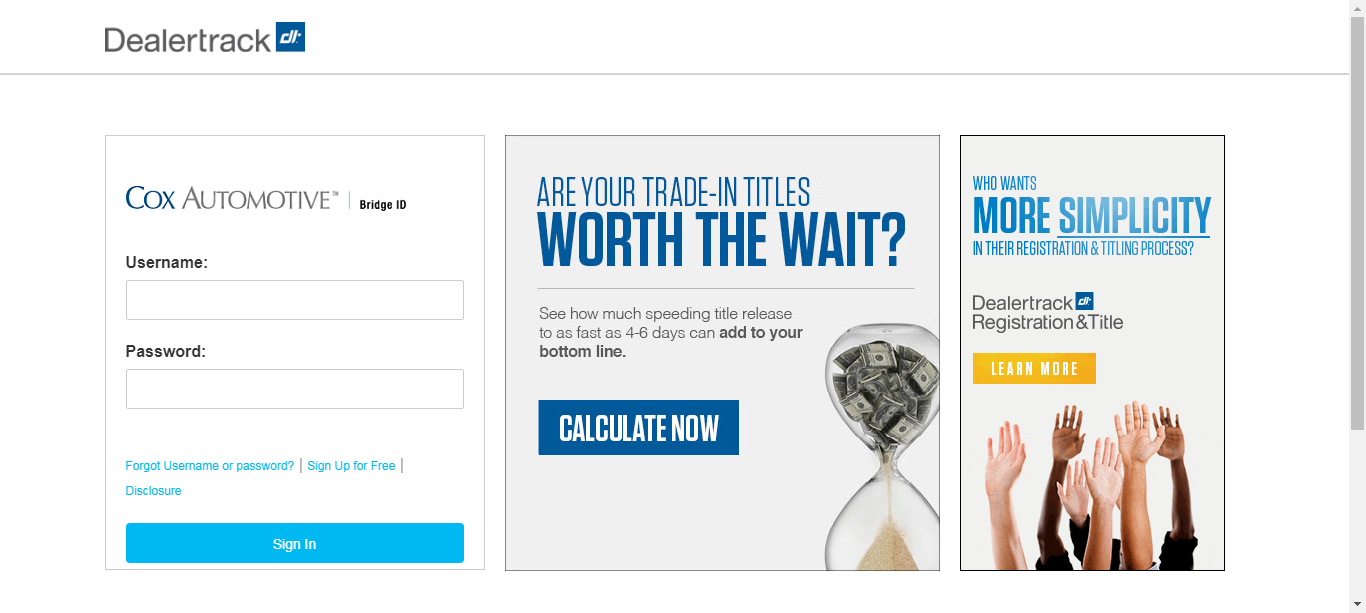 Dealertrack dt
COX AUTOMOTIVE™ | Bridge ID
Username:
Password:
Forgot Username or password? | Sign Up for Free |
Disclosure
Sign In
ARE YOUR TRADE-IN TITLES
WORTH THE WAIT?
See how much speeding title release
to as fast as 4-6 days can add to your
bottom line.
CALCULATE NOW
WHO WANTS
MORE SIMPLICITY
IN THEIR REGISTRATION & TITLING PROCESS?
Dealertrack dt
Registration & Title
LEARN MORE